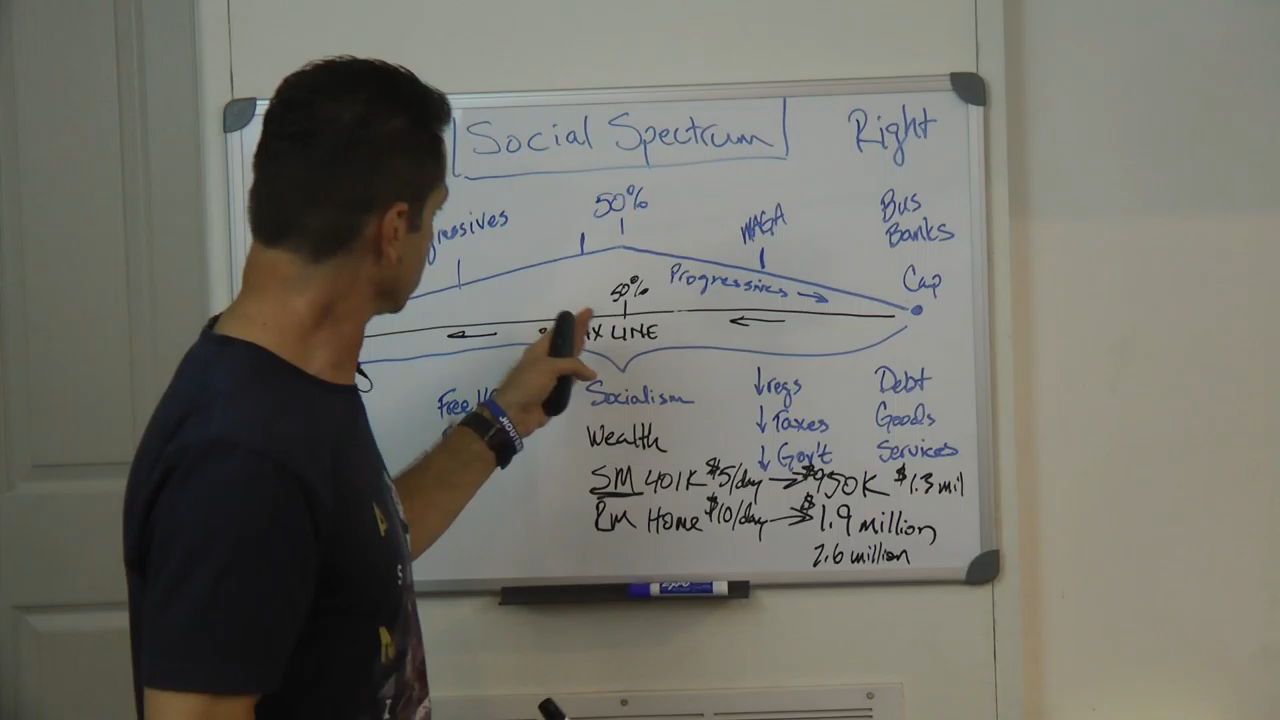 Social Spectrum
Right
50%
MAGA
Bus
Banks
50%
Progressives
Cap
LINE
Free
Socialism
↓ regs
Debt
Wealth
↓ Taxes
Goods
↓ Gov't
Services
SM 401K $5/day → $950K $1.3 mil
RM Home $10/day → $1.9 million
2.6 million